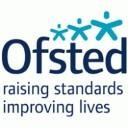 Ofsted
raising standards
improving lives